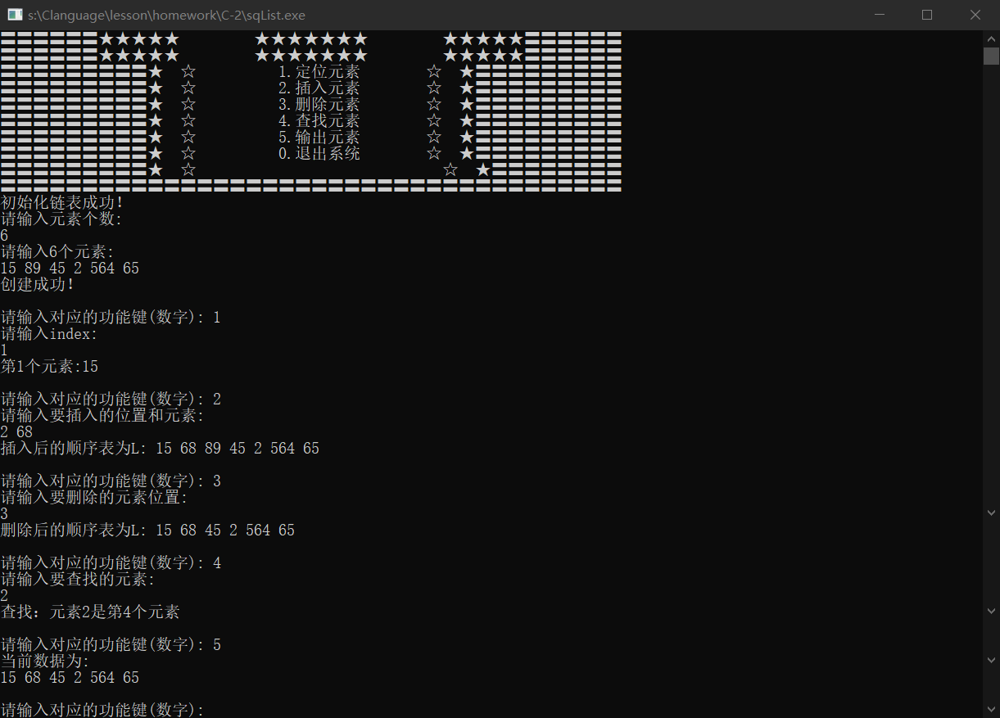 s:\Clanguage\lesson\homework\C-2\sqList.exe
〓〓〓〓〓〓★★★★★ ★★★★★★★ ★★★★★〓〓〓〓〓〓
〓〓〓〓〓〓★★★★★ ★★★★★★★ ★★★★★〓〓〓〓〓〓
〓〓〓〓〓〓〓〓〓★ ☆ 1.定位元素 ☆ ★〓〓〓〓〓〓〓〓〓
〓〓〓〓〓〓〓〓〓★ ☆ 2.插入元素 ☆ ★〓〓〓〓〓〓〓〓〓
〓〓〓〓〓〓〓〓〓★ ☆ 3.删除元素 ☆ ★〓〓〓〓〓〓〓〓〓
〓〓〓〓〓〓〓〓〓★ ☆ 4.查找元素 ☆ ★〓〓〓〓〓〓〓〓〓
〓〓〓〓〓〓〓〓〓★ ☆ 5.输出元素 ☆ ★〓〓〓〓〓〓〓〓〓
〓〓〓〓〓〓〓〓〓★ ☆ 0.退出系统 ☆ ★〓〓〓〓〓〓〓〓〓
〓〓〓〓〓〓〓〓〓★ ☆ ☆ ★〓〓〓〓〓〓〓〓
〓〓〓〓〓〓〓〓〓〓〓〓〓〓〓〓〓〓〓〓〓〓〓〓〓〓〓〓〓〓〓〓〓〓〓〓〓〓
初始化链表成功!
请输入元素个数:
6
请输入6个元素:
15 89 45 2 564 65
创建成功!
请输入对应的功能键(数字): 1
请输入index:
1
第1个元素:15
请输入对应的功能键(数字): 2
请输入要插入的位置和元素:
2 68
插入后的顺序表为L: 15 68 89 45 2 564 65
请输入对应的功能键(数字): 3
请输入要删除的元素位置:
3
删除后的顺序表为L: 15 68 45 2 564 65
请输入对应的功能键(数字): 4
请输入要查找的元素:
2
查找：元素2是第4个元素
请输入对应的功能键(数字): 5
当前数据为:
15 68 45 2 564 65
请输入对应的功能键(数字):